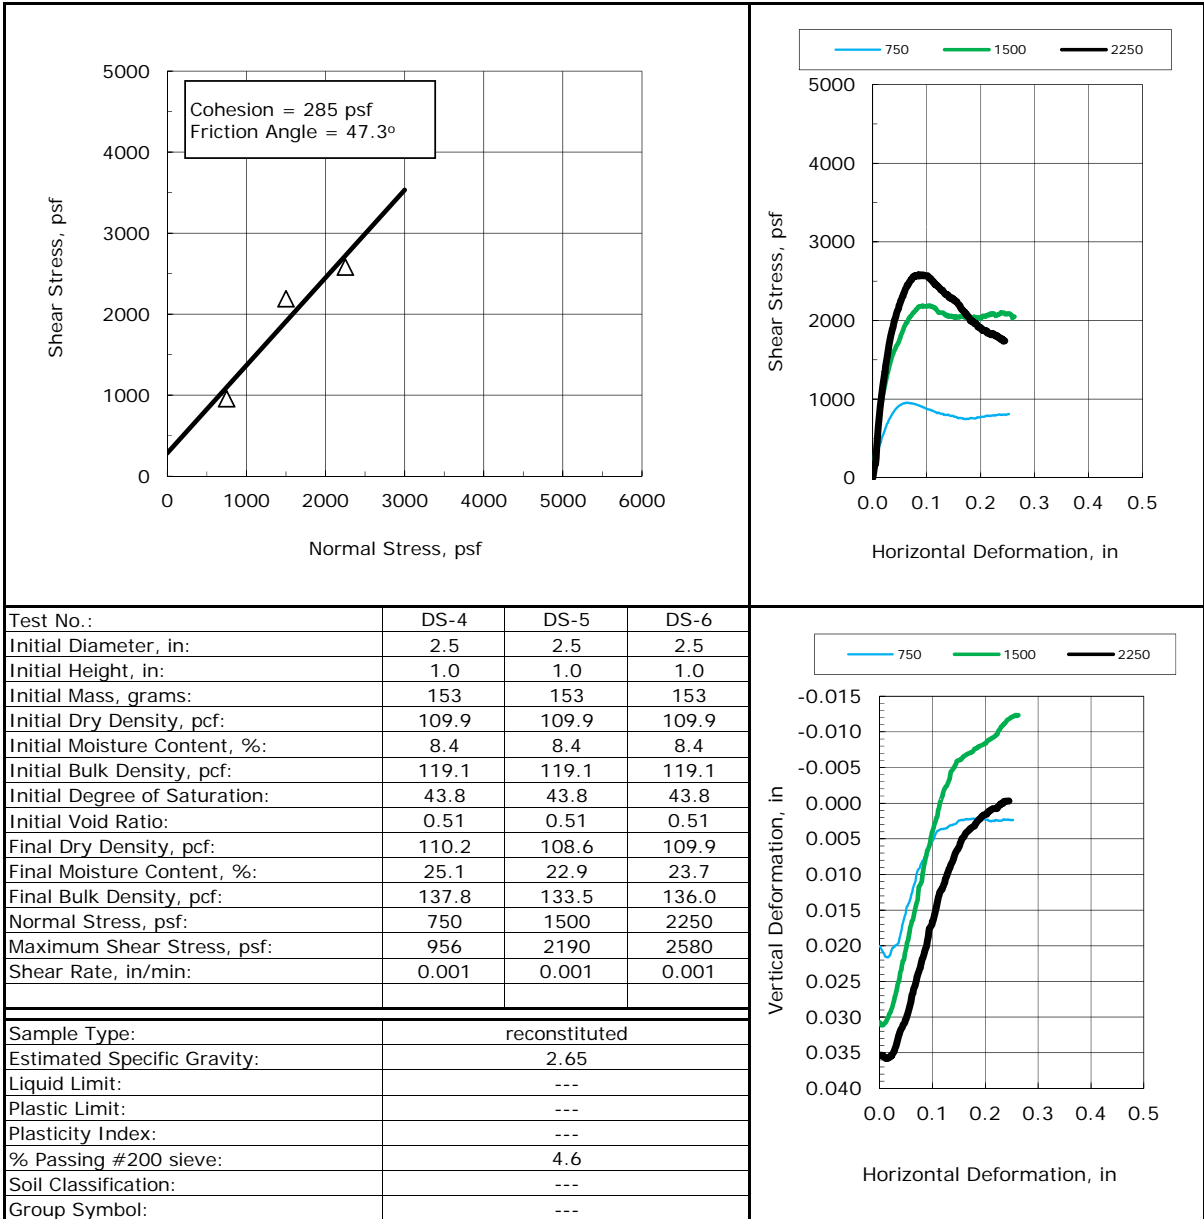 Cohesion = 285 psf
Friction Angle = 47.3°
5000
4000
3000
2000
1000
0
Shear Stress, psf
0 1000 2000 3000 4000 5000 6000
Normal Stress, psf
750 1500 2250
5000
4000
3000
2000
1000
0
Shear Stress, psf
0.0 0.1 0.2 0.3 0.4 0.5
Horizontal Deformation, in
Test No.: DS-4 DS-5 DS-6
Initial Diameter, in: 2.5 2.5 2.5
Initial Height, in: 1.0 1.0 1.0
Initial Mass, grams: 153 153 153
Initial Dry Density, pcf: 109.9 109.9 109.9
Initial Moisture Content, %: 8.4 8.4 8.4
Initial Bulk Density, pcf: 119.1 119.1 119.1
Initial Degree of Saturation: 43.8 43.8 43.8
Initial Void Ratio: 0.51 0.51 0.51
Final Dry Density, pcf: 110.2 108.6 109.9
Final Moisture Content, %: 25.1 22.9 23.7
Final Bulk Density, pcf: 137.8 133.5 136.0
Normal Stress, psf: 750 1500 2250
Maximum Shear Stress, psf: 956 2190 2580
Shear Rate, in/min: 0.001 0.001 0.001
Sample Type: reconstituted
Estimated Specific Gravity: 2.65
Liquid Limit: ---
Plastic Limit: ---
Plasticity Index: ---
% Passing #200 sieve: 4.6
Soil Classification: ---
Group Symbol: ---
750 1500 2250
-0.015
-0.010
-0.005
0.000
0.005
0.010
0.015
0.020
0.025
0.030
0.035
0.040
Vertical Deformation, in
0.0 0.1 0.2 0.3 0.4 0.5
Horizontal Deformation, in